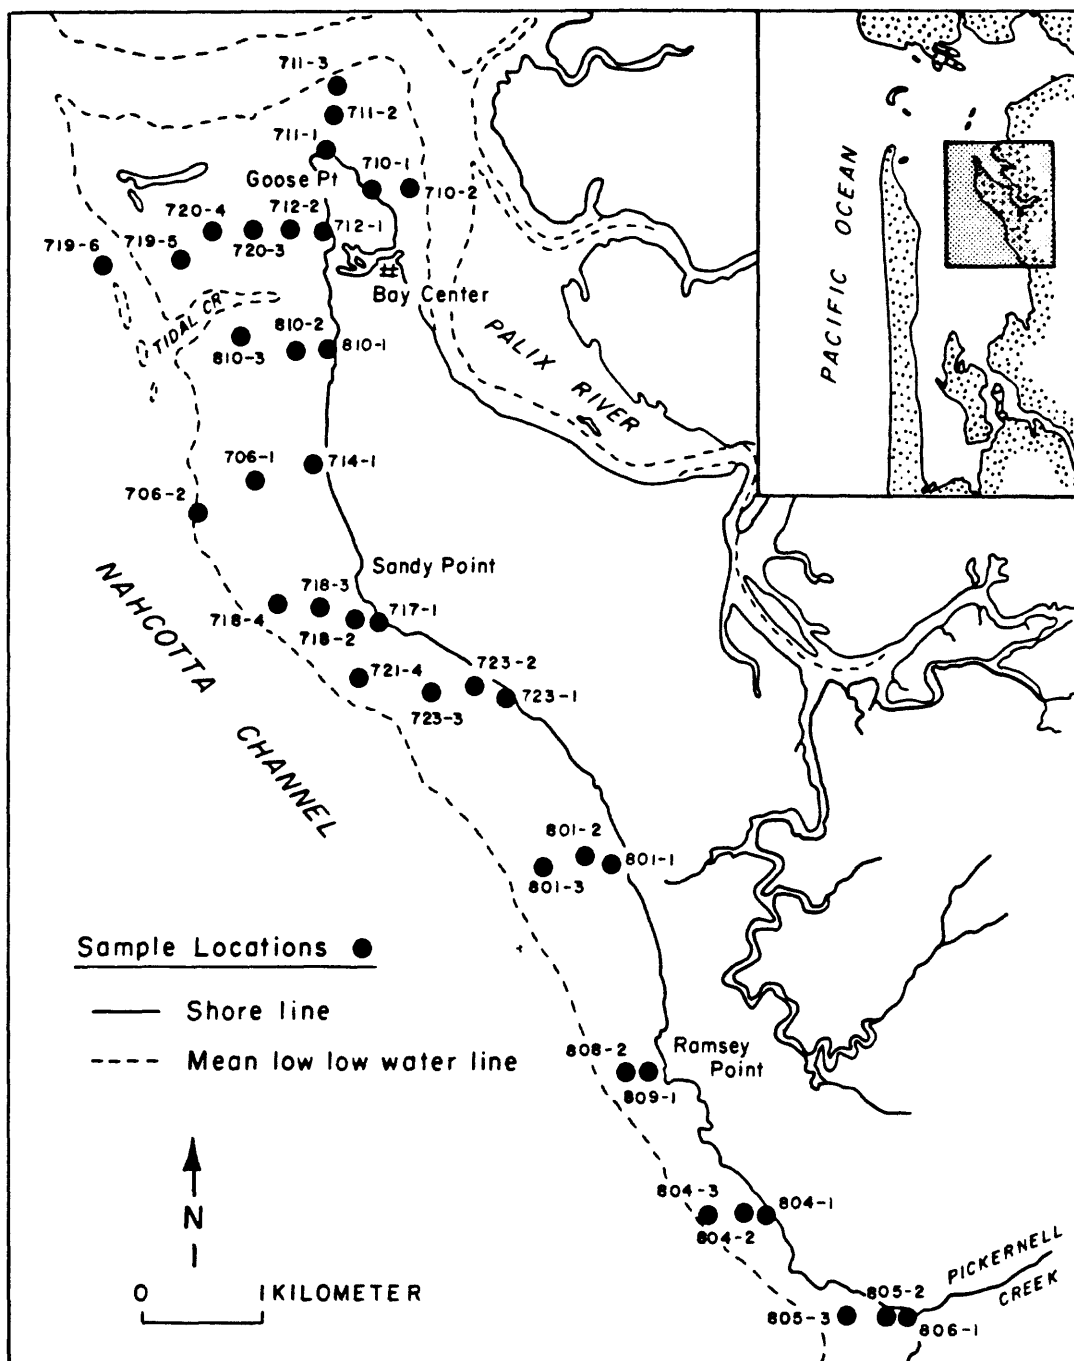 711-3
711-2
711-1
710-1
Goose Pt
710-2
720-4
712-2
712-1
719-6
719-5
720-3
Bay Center
TIDAL CR
810-2
810-3
810-1
PALIX RIVER
PACIFIC OCEAN
706-1
714-1
706-2
Sandy Point
NAHCOTTA CHANNEL
718-3
717-1
718-4
718-2
721-4
723-2
723-3
723-1
801-2
801-1
801-3
Sample Locations
Shore line
Mean low low water line
808-2
Ramsey
Point
809-1
804-3
804-1
804-2
N
0 1 KILOMETER
PICKERNELL
CREEK
805-2
805-3
806-1